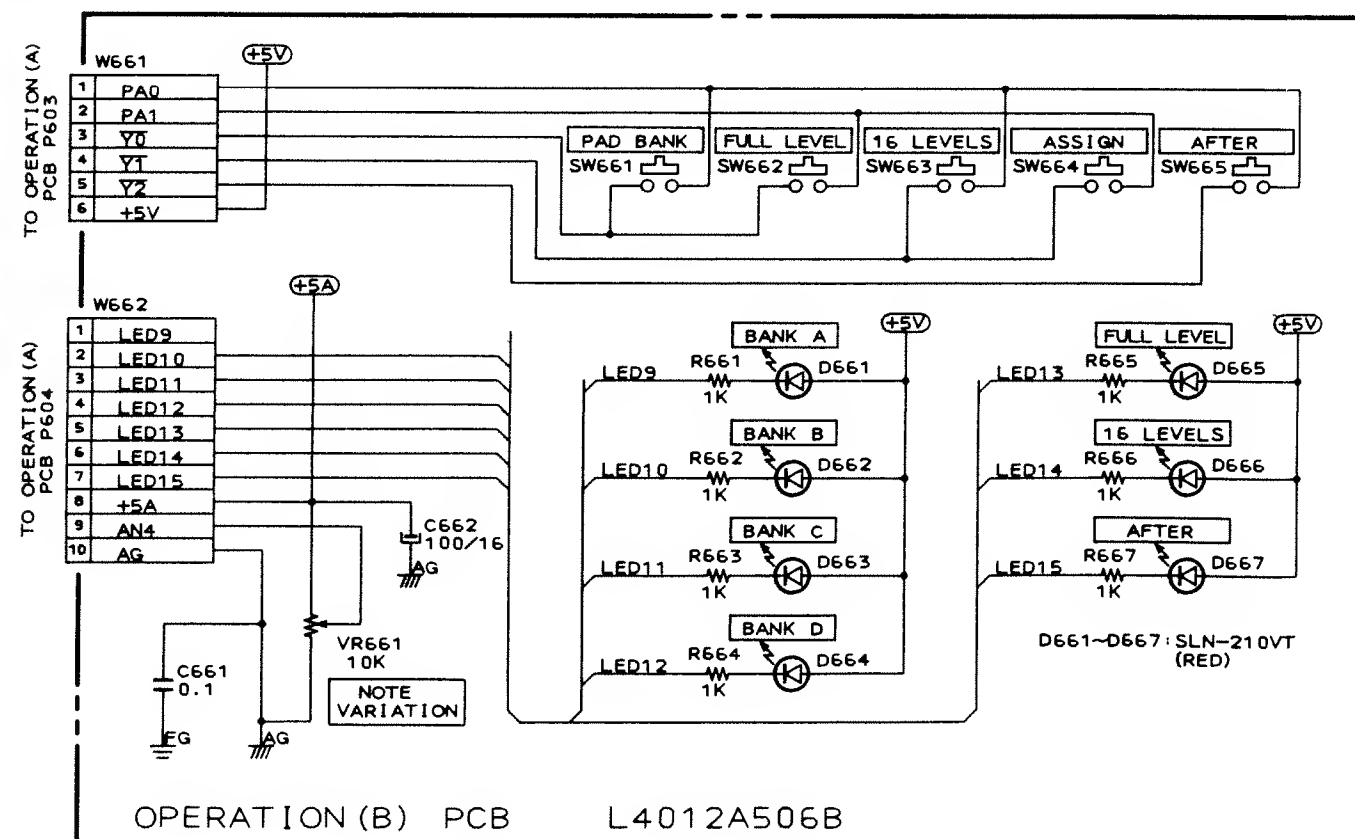 TO OPERATION (A)
PCB P603
W661
+5V
1 PA0
2 PA1
3 Y̅0̅
4 Y̅1̅
5 Y̅2̅
6 +5V
PAD BANK
SW661
FULL LEVEL
SW662
16 LEVELS
SW663
ASSIGN
SW664
AFTER
SW665
TO OPERATION (A)
PCB P604
W662
+5A
1 LED9
2 LED10
3 LED11
4 LED12
5 LED13
6 LED14
7 LED15
8 +5A
9 AN4
10 AG
C662
100/16
AG
VR661
10K
NOTE
VARIATION
C661
0.1
FG
AG
+5V
BANK A
LED9 R661 D661
1K
BANK B
LED10 R662 D662
1K
BANK C
LED11 R663 D663
1K
BANK D
LED12 R664 D664
1K
+5V
FULL LEVEL
LED13 R665 D665
1K
16 LEVELS
LED14 R666 D666
1K
AFTER
LED15 R667 D667
1K
D661~D667:SLN-210VT
(RED)
OPERATION (B) PCB L4012A506B